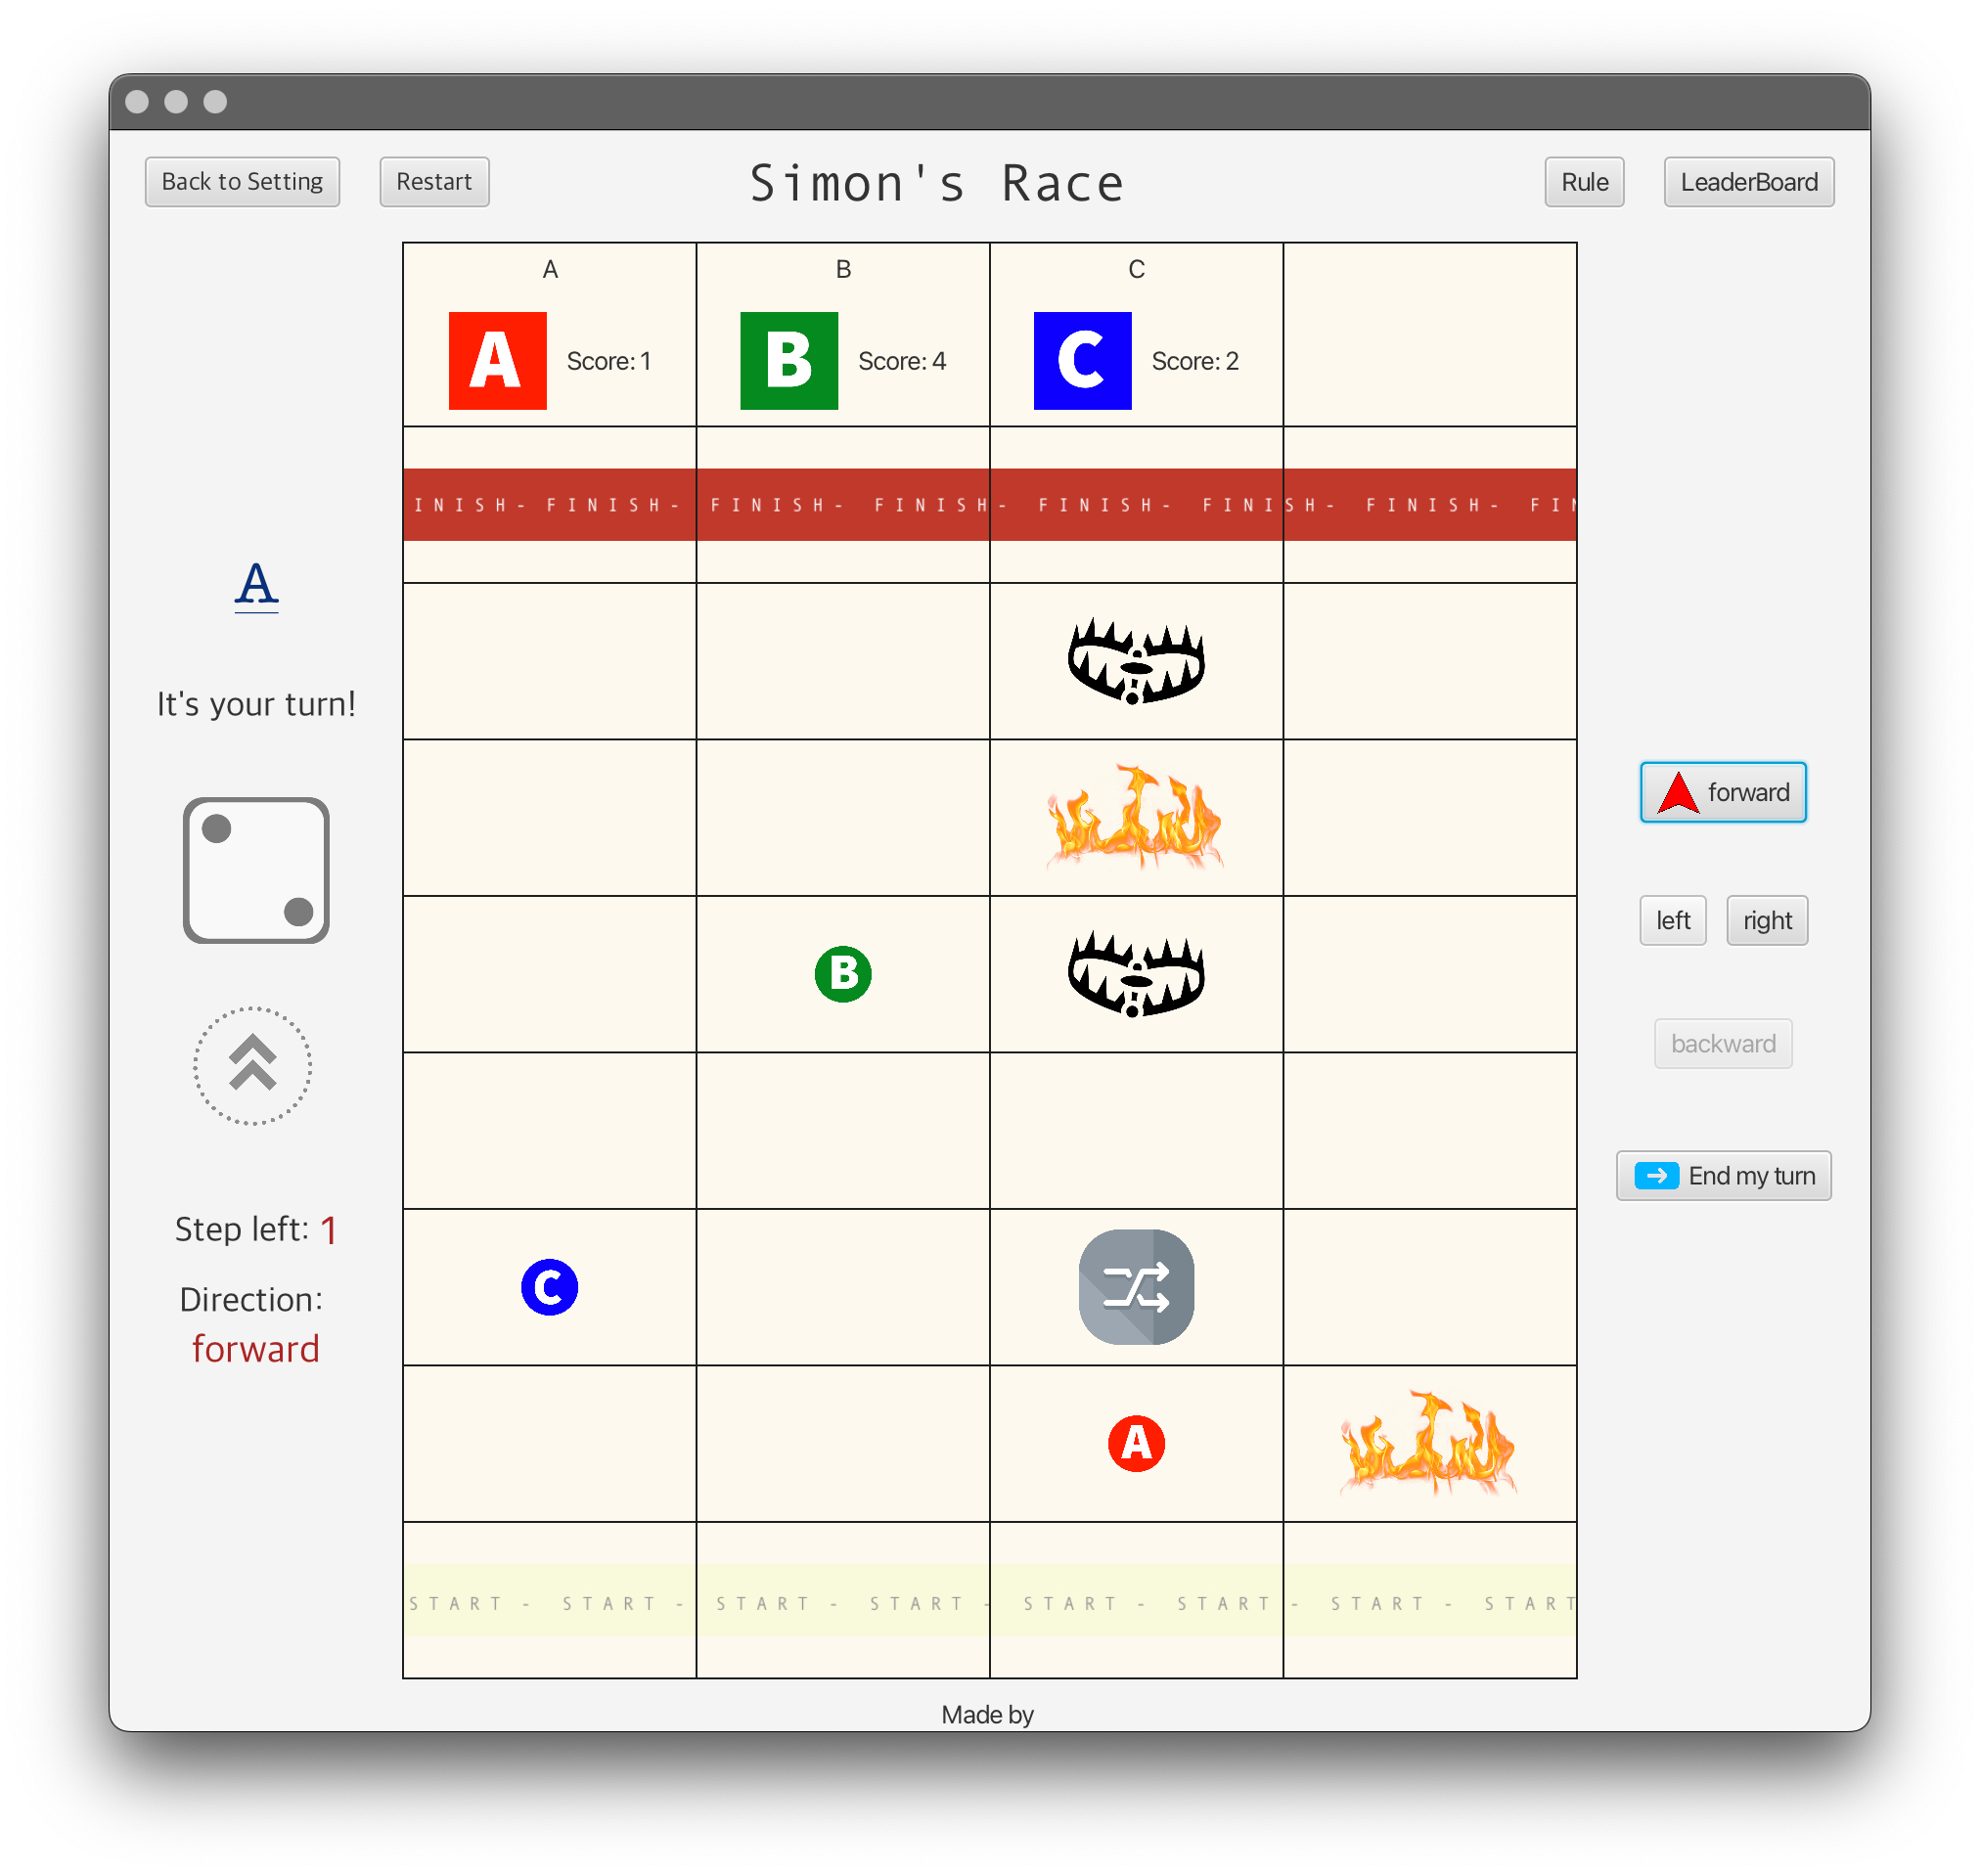 Back to Setting
Restart
Simon's Race
Rule
LeaderBoard
A
B
C
A
Score: 1
B
Score: 4
C
Score: 2
INISH- FINISH- FINISH- FINISH- FINISH- FINISH- FINISH- FIN
A
It's your turn!
forward
B
left
right
backward
End my turn
Step left: 1
C
Direction:
forward
A
START - START - START - START - START - START - START - START
Made by